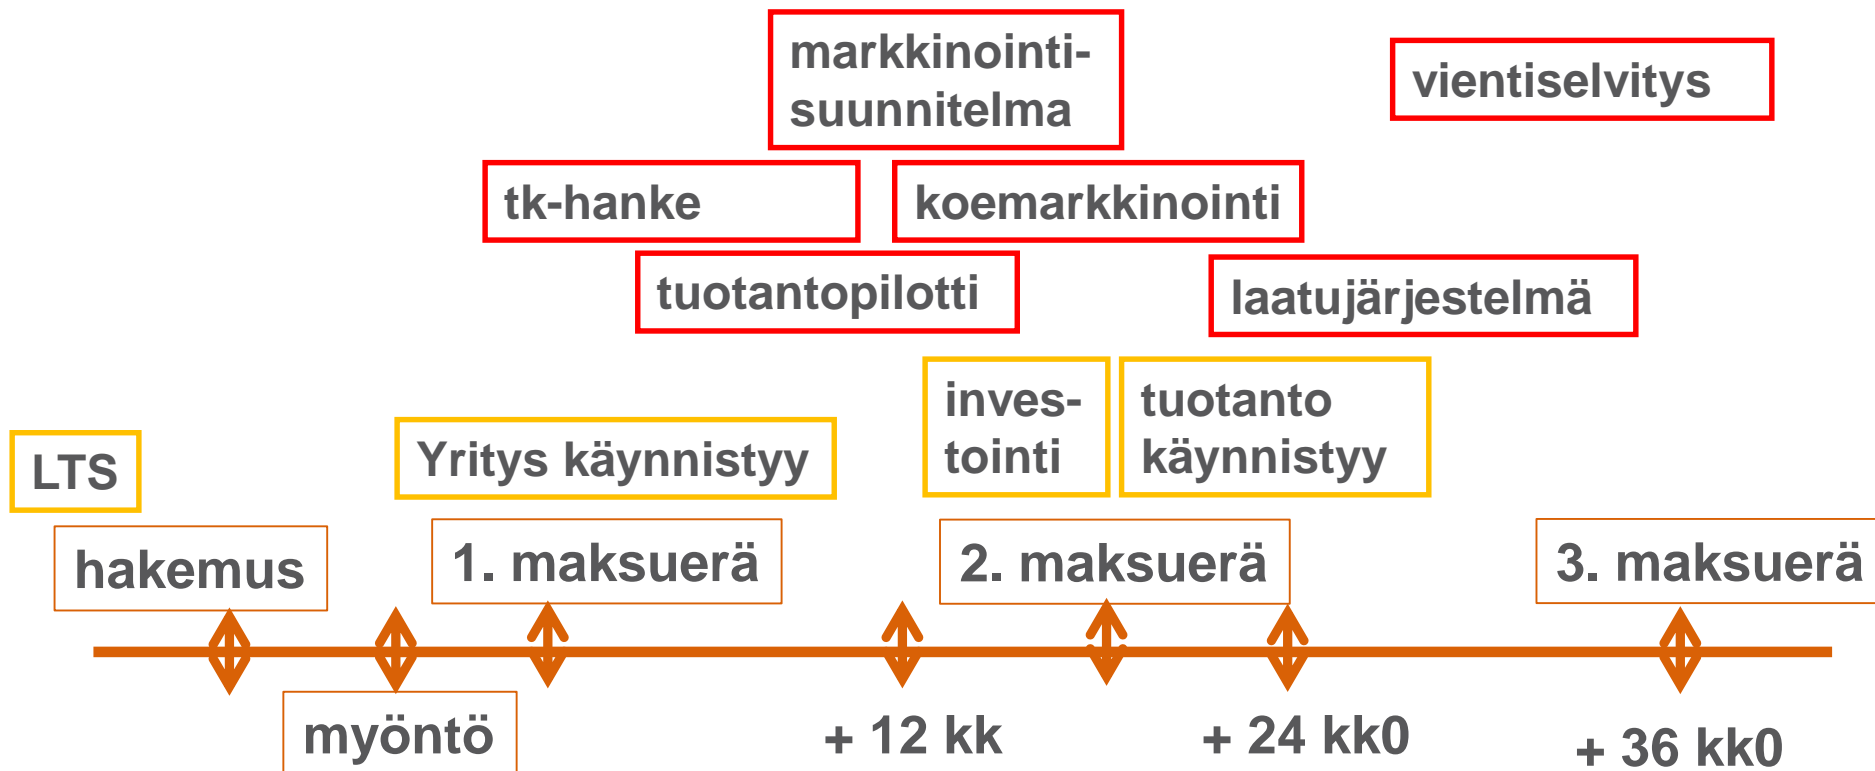 markkinointi-
suunnitelma
vientiselvitys
tk-hanke
koemarkkinointi
tuotantopilotti
laatujärjestelmä
inves-
tointi
tuotanto
käynnistyy
LTS
Yritys käynnistyy
hakemus
1. maksuerä
2. maksuerä
3. maksuerä
myöntö
+ 12 kk
+ 24 kk0
+ 36 kk0